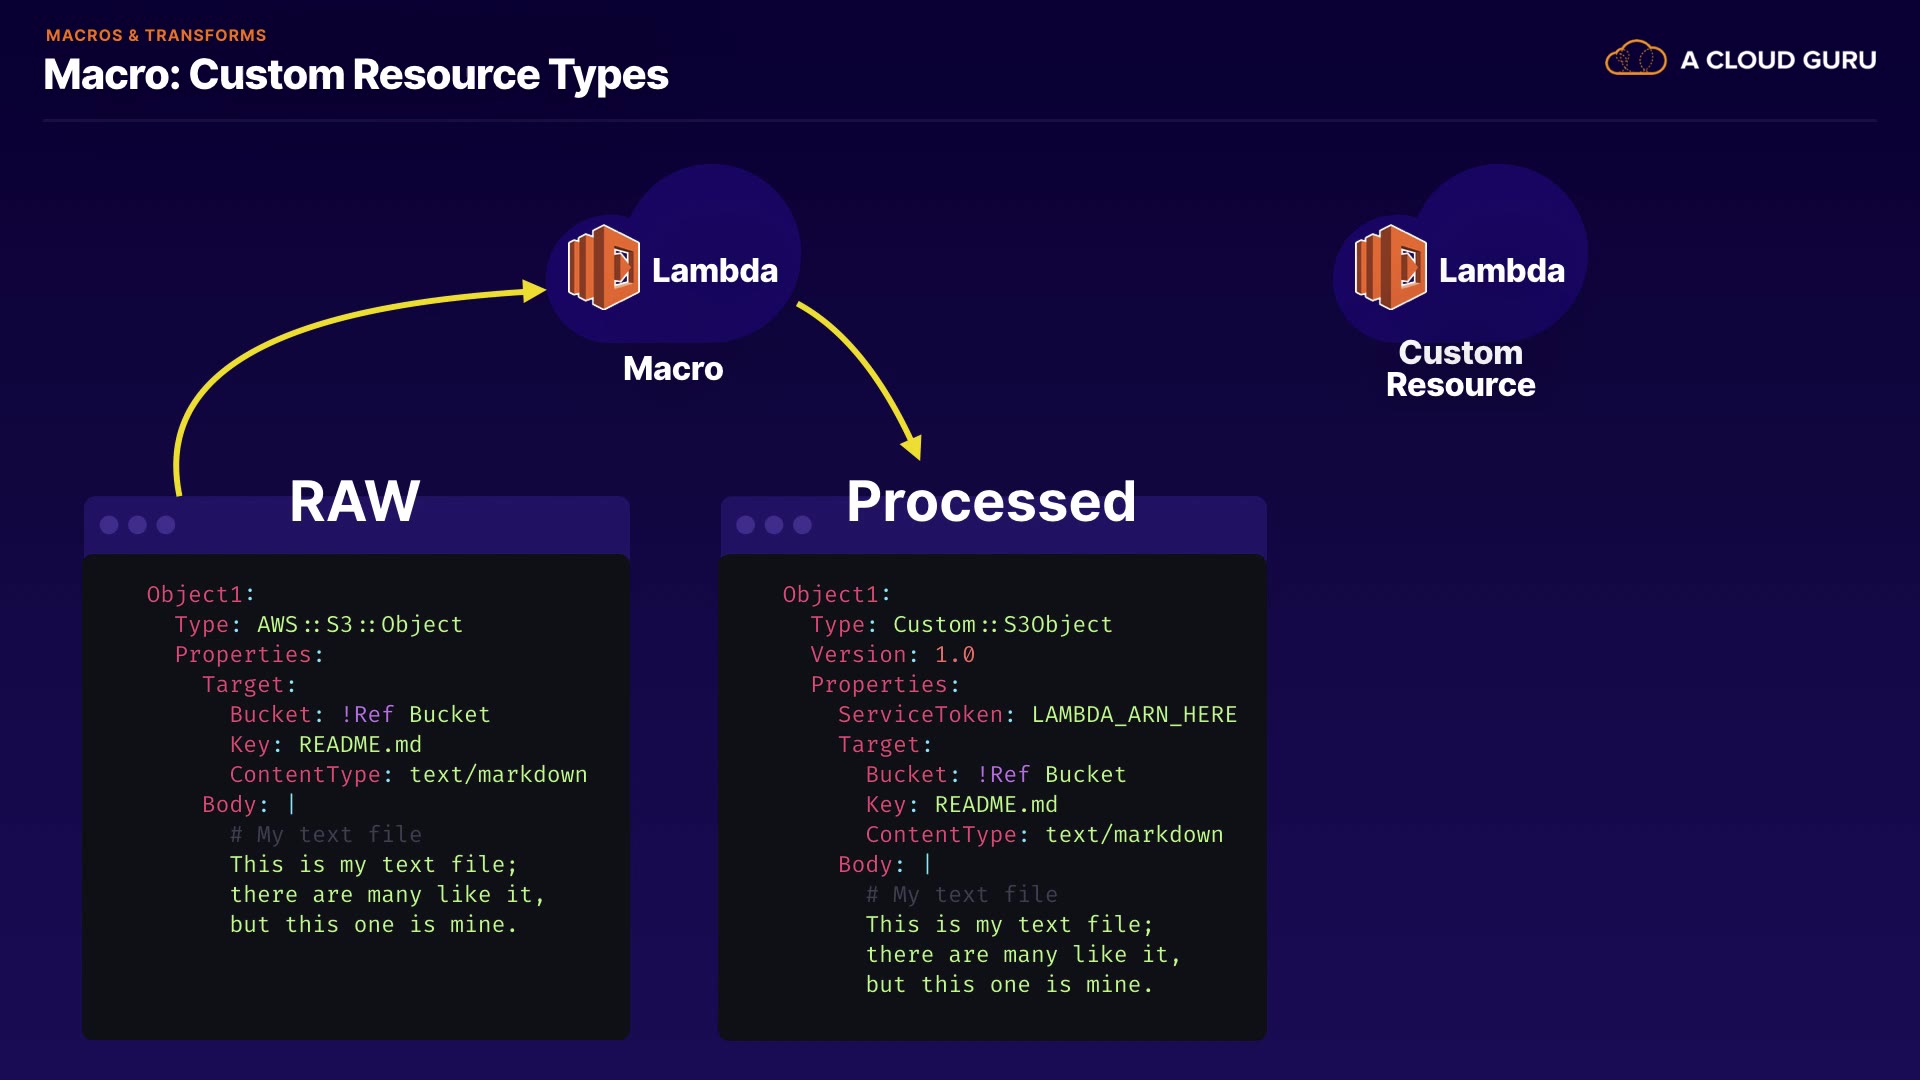 MACROS & TRANSFORMS
Macro: Custom Resource Types
A CLOUD GURU
Lambda
Macro
Lambda
Custom
Resource
RAW
Object1:
  Type: AWS::S3::Object
  Properties:
    Target:
      Bucket: !Ref Bucket
      Key: README.md
      ContentType: text/markdown
    Body: |
      # My text file
      This is my text file;
      there are many like it,
      but this one is mine.
Processed
Object1:
  Type: Custom::S3Object
  Version: 1.0
  Properties:
    ServiceToken: LAMBDA_ARN_HERE
    Target:
      Bucket: !Ref Bucket
      Key: README.md
      ContentType: text/markdown
    Body: |
      # My text file
      This is my text file;
      there are many like it,
      but this one is mine.